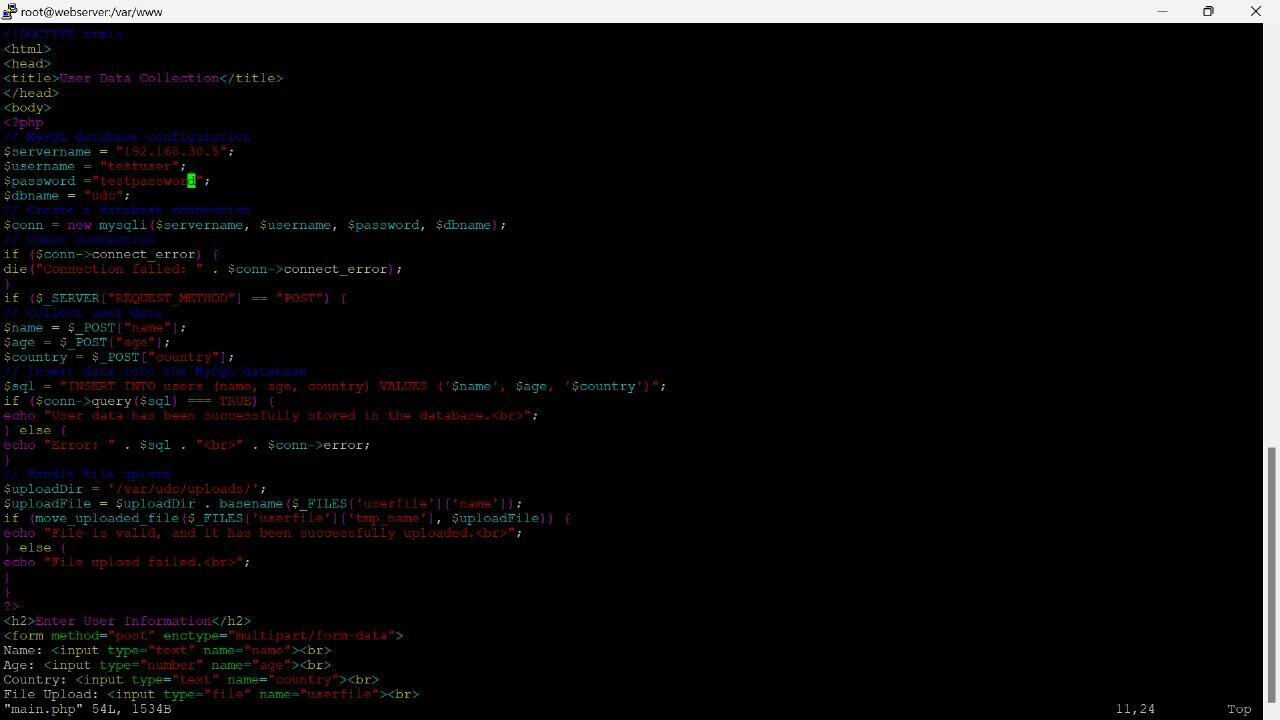 root@webserver:/var/www
<!DOCTYPE html>
<html>
<head>
<title>User Data Collection</title>
</head>
<body>
<?php
// MySQL database configuration
$servername = "192.168.30.5";
$username = "testuser";
$password ="testpassword";
$dbname = "udc";
// Create a database connection
$conn = new mysqli($servername, $username, $password, $dbname);
// Check connection
if ($conn->connect_error) {
die("Connection failed: " . $conn->connect_error);
}
if ($_SERVER["REQUEST_METHOD"] == "POST") {
// Collect user data
$name = $_POST["name"];
$age = $_POST["age"];
$country = $_POST["country"];
// Insert data into the MySQL database
$sql = "INSERT INTO users (name, age, country) VALUES ('$name', $age, '$country')";
if ($conn->query($sql) === TRUE) {
echo "User data has been successfully stored in the database.<br>";
} else {
echo "Error: " . $sql . "<br>" . $conn->error;
}
// Handle file upload
$uploadDir = '/var/udc/uploads/';
$uploadFile = $uploadDir . basename($_FILES['userfile']['name']);
if (move_uploaded_file($_FILES['userfile']['tmp_name'], $uploadFile)) {
echo "File is valid, and it has been successfully uploaded.<br>";
} else {
echo "File upload failed.<br>";
}
}
?>
<h2>Enter User Information</h2>
<form method="post" enctype="multipart/form-data">
Name: <input type="text" name="name"><br>
Age: <input type="number" name="age"><br>
Country: <input type="text" name="country"><br>
File Upload: <input type="file" name="userfile"><br>
"main.php" 54L, 1534B 11,24 Top